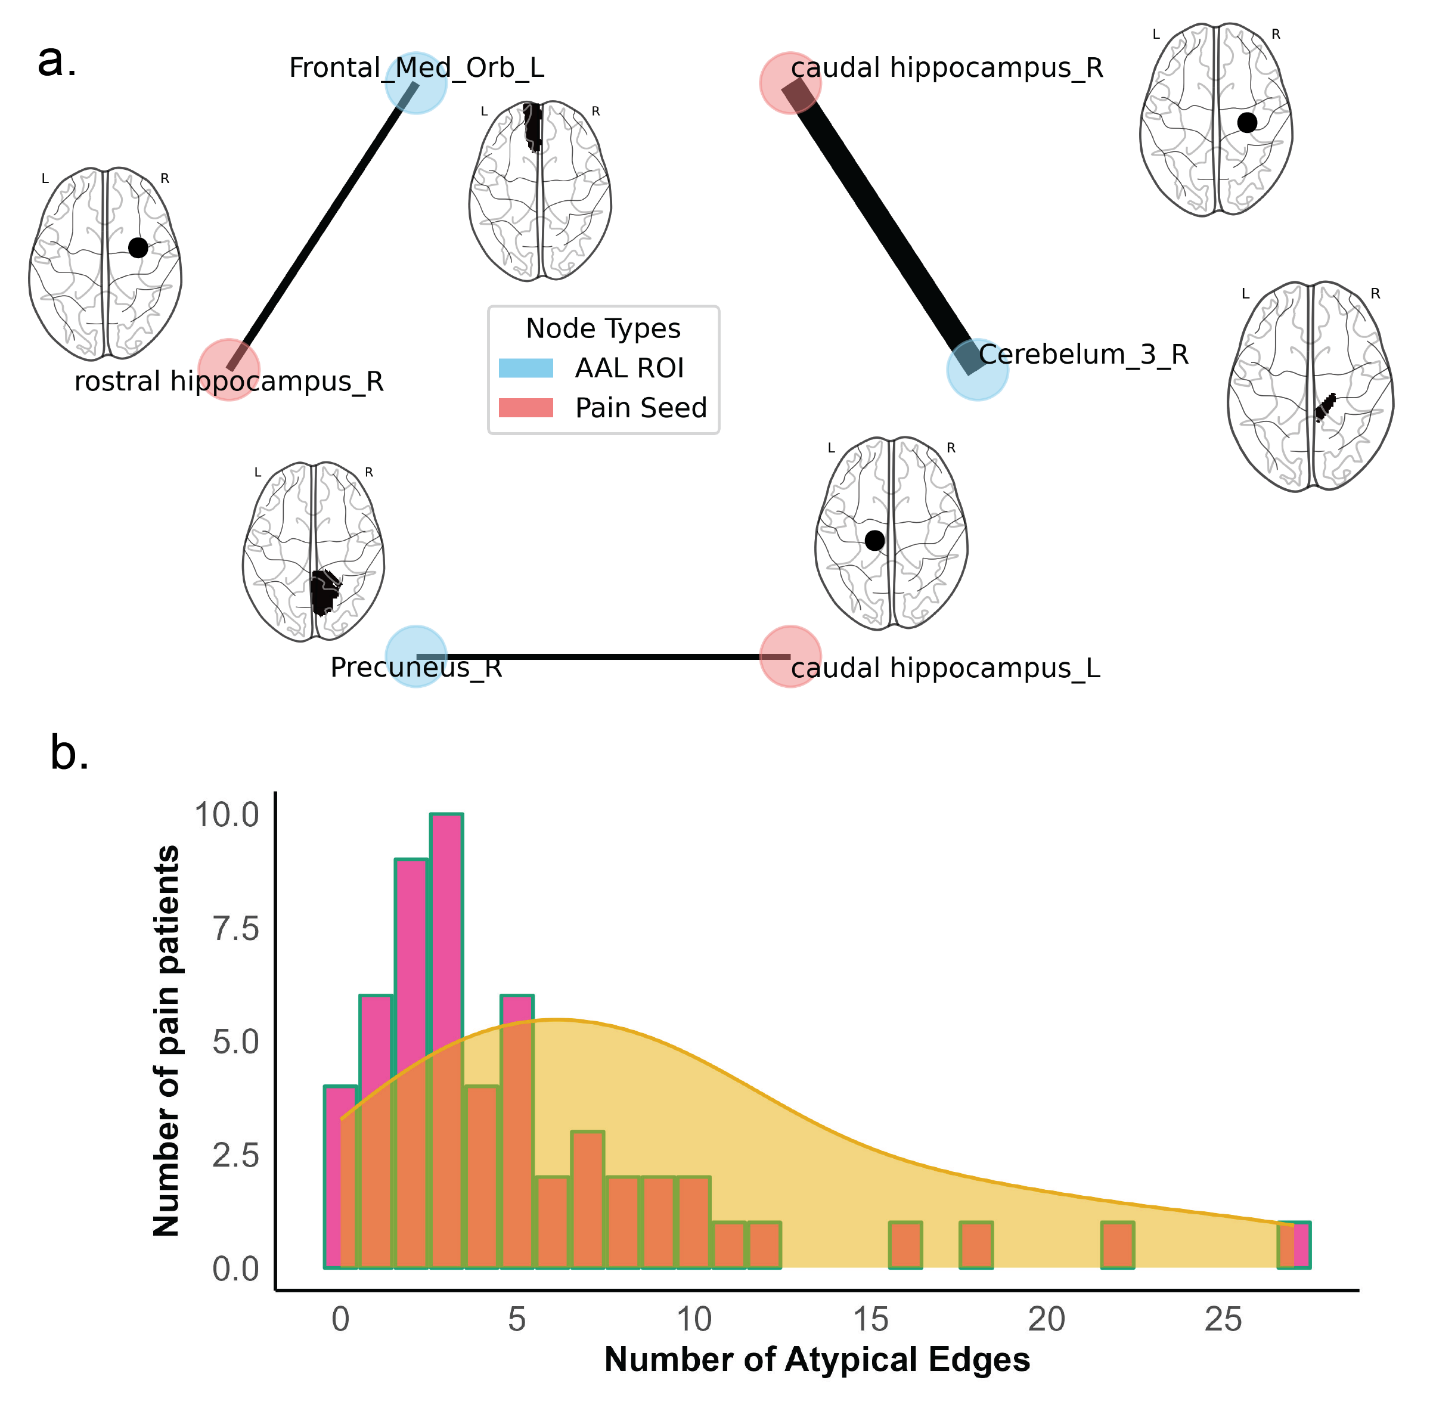 a.
Frontal_Med_Orb_L
caudal hippocampus_R
L R
L R
L R
rostral hippocampus_R
Node Types
AAL ROI
Pain Seed
Cerebelum_3_R
L R
L R
L R
Precuneus_R
caudal hippocampus_L
b.
Number of pain patients
10.0
7.5
5.0
2.5
0.0
0 5 10 15 20 25
Number of Atypical Edges